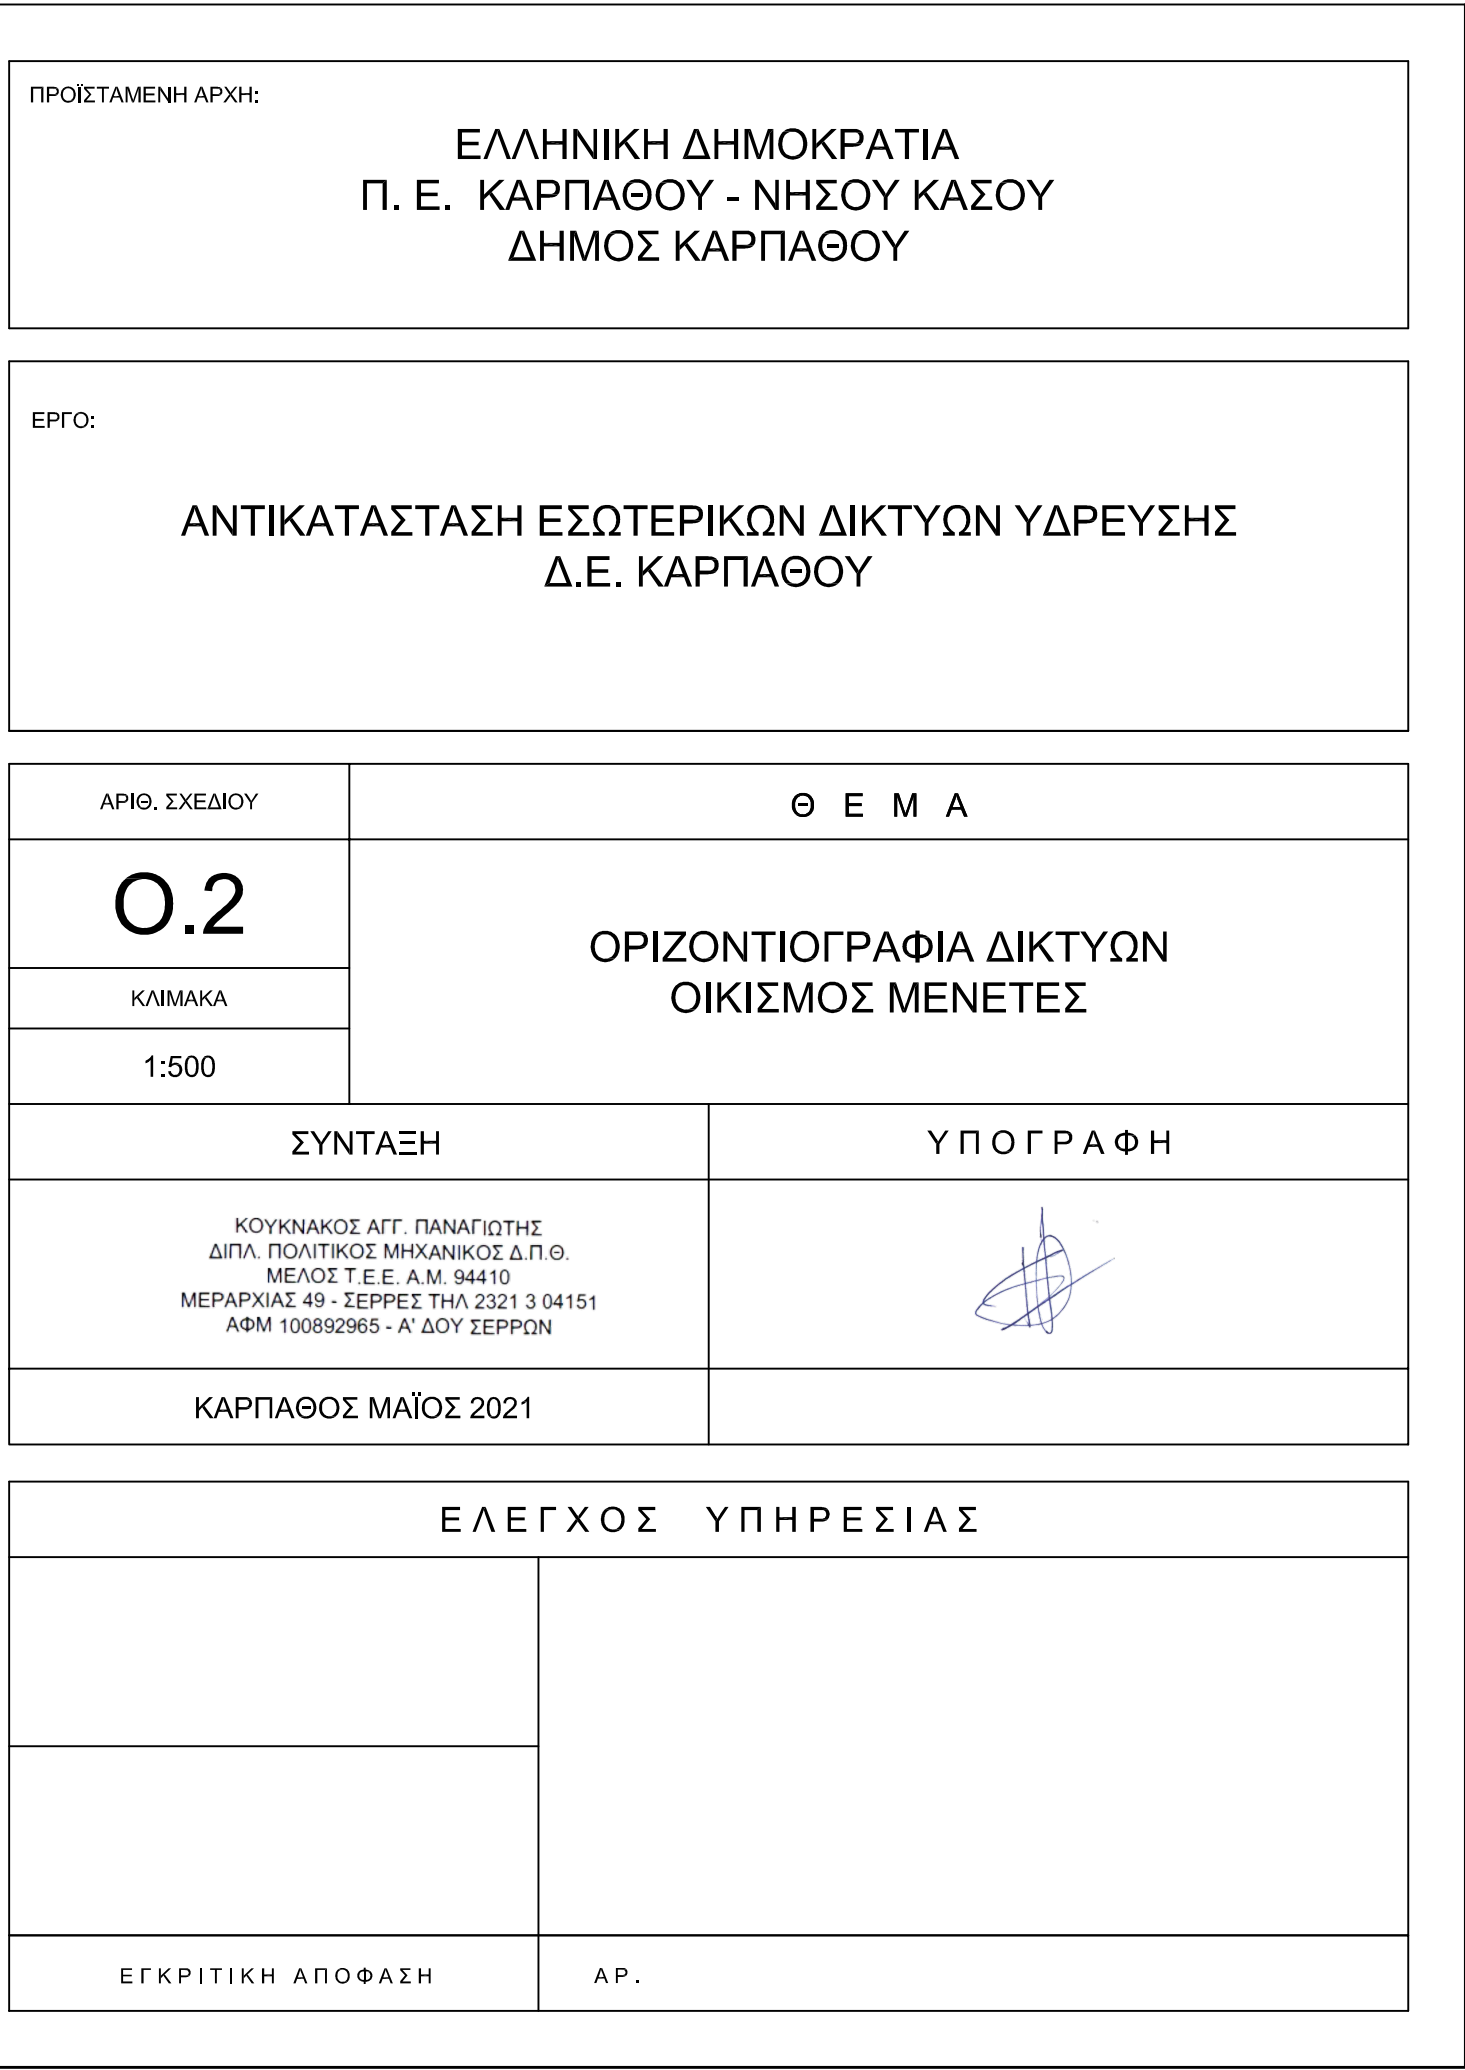 ΠΡΟΪΣΤΑΜΕΝΗ ΑΡΧΗ:
ΕΛΛΗΝΙΚΗ ΔΗΜΟΚΡΑΤΙΑ
Π. Ε. ΚΑΡΠΑΘΟΥ - ΝΗΣΟΥ ΚΑΣΟΥ
ΔΗΜΟΣ ΚΑΡΠΑΘΟΥ
ΕΡΓΟ:
ΑΝΤΙΚΑΤΑΣΤΑΣΗ ΕΣΩΤΕΡΙΚΩΝ ΔΙΚΤΥΩΝ ΥΔΡΕΥΣΗΣ
Δ.Ε. ΚΑΡΠΑΘΟΥ
ΑΡΙΘ. ΣΧΕΔΙΟΥ
Θ Ε Μ Α
Ο.2
ΚΛΙΜΑΚΑ
1:500
ΟΡΙΖΟΝΤΙΟΓΡΑΦΙΑ ΔΙΚΤΥΩΝ
ΟΙΚΙΣΜΟΣ ΜΕΝΕΤΕΣ
ΣΥΝΤΑΞΗ
Υ Π Ο Γ Ρ Α Φ Η
ΚΟΥΚΝΑΚΟΣ ΑΓΓ. ΠΑΝΑΓΙΩΤΗΣ
ΔΙΠΛ. ΠΟΛΙΤΙΚΟΣ ΜΗΧΑΝΙΚΟΣ Δ.Π.Θ.
ΜΕΛΟΣ Τ.Ε.Ε. Α.Μ. 94410
ΜΕΡΑΡΧΙΑΣ 49 - ΣΕΡΡΕΣ ΤΗΛ 2321 3 04151
ΑΦΜ 100892965 - Α' ΔΟΥ ΣΕΡΡΩΝ
ΚΑΡΠΑΘΟΣ ΜΑΪΟΣ 2021
Ε Λ Ε Γ Χ Ο Σ Υ Π Η Ρ Ε Σ Ι Α Σ
Ε Γ Κ Ρ Ι Τ Ι Κ Η Α Π Ο Φ Α Σ Η
Α Ρ .